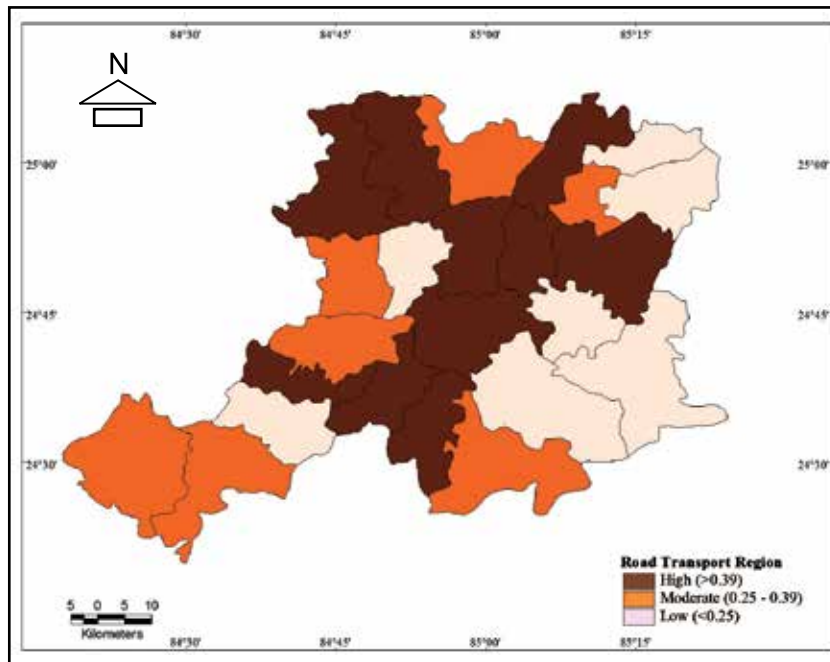 84°30' 84°45' 85°00' 85°15'
N
25°00' 25°00'
24°45' 24°45'
24°30' 24°30'
Road Transport Region
High (>0.39)
Moderate (0.25 - 0.39)
Low (<0.25)
5 0 5 10
Kilometers
84°30' 84°45' 85°00' 85°15'